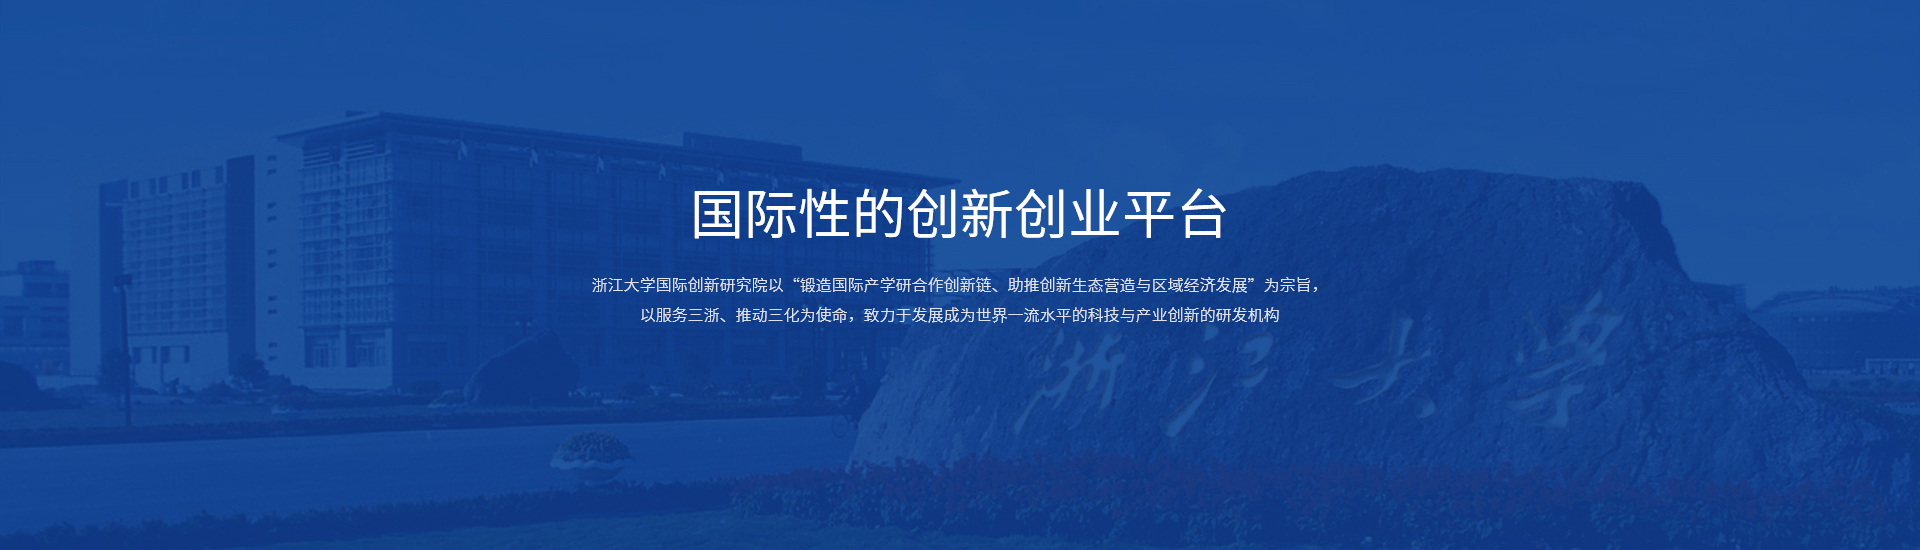 国际性的创新创业平台
浙江大学国际创新研究院以“锻造国际产学研合作创新链、助推创新生态营造与区域经济发展”为宗旨，
以服务三浙、推动三化为使命，致力于发展成为世界一流水平的科技与产业创新的研发机构
浙江大学